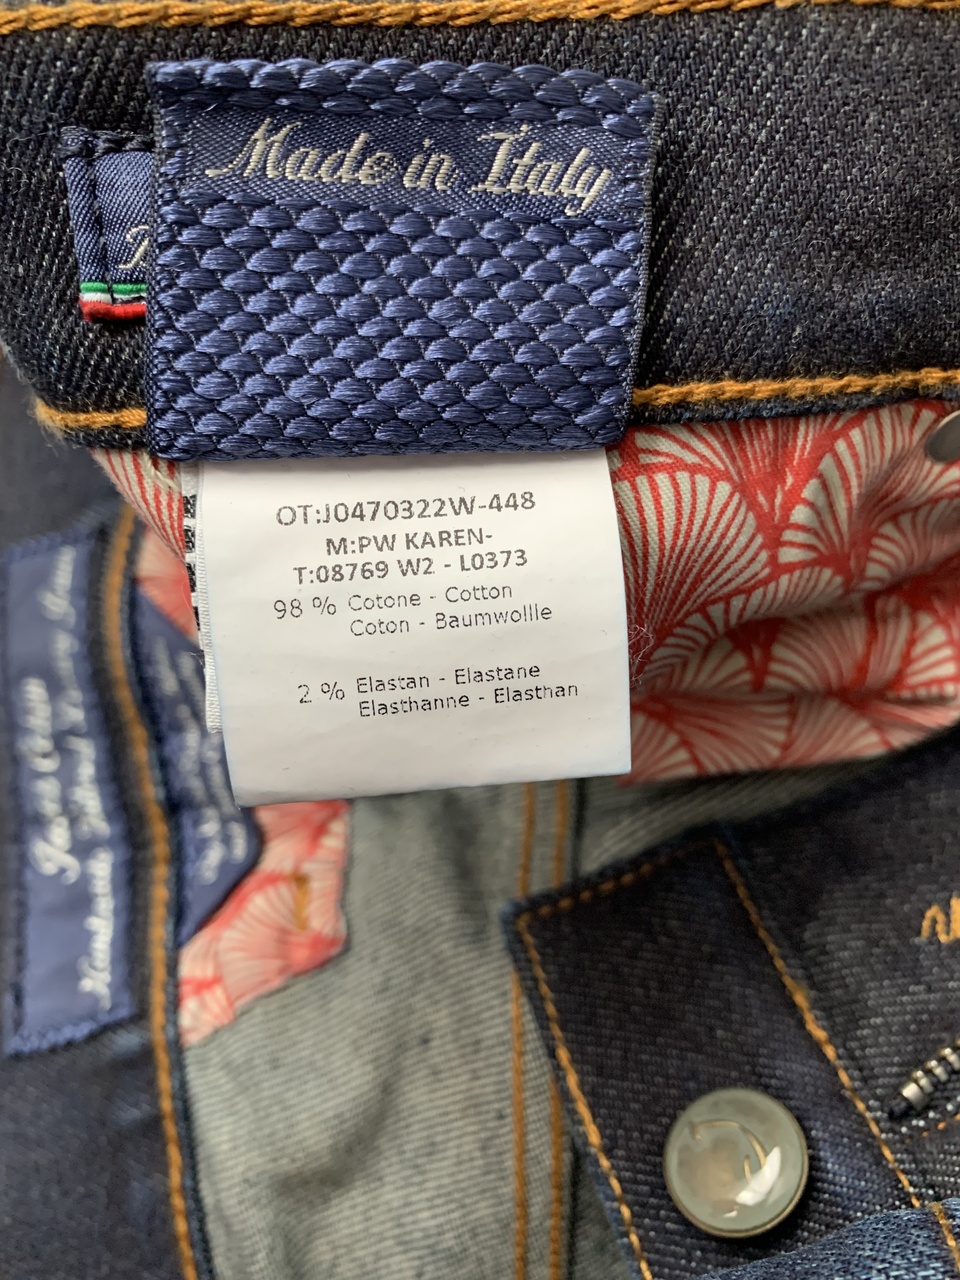 Made in Italy
OT:J0470322W-448
M:PW KAREN-
T:08769 W2 - L0373
98 % Cotone - Cotton
Coton - Baumwollle
2 % Elastan - Elastane
Elasthanne - Elasthan